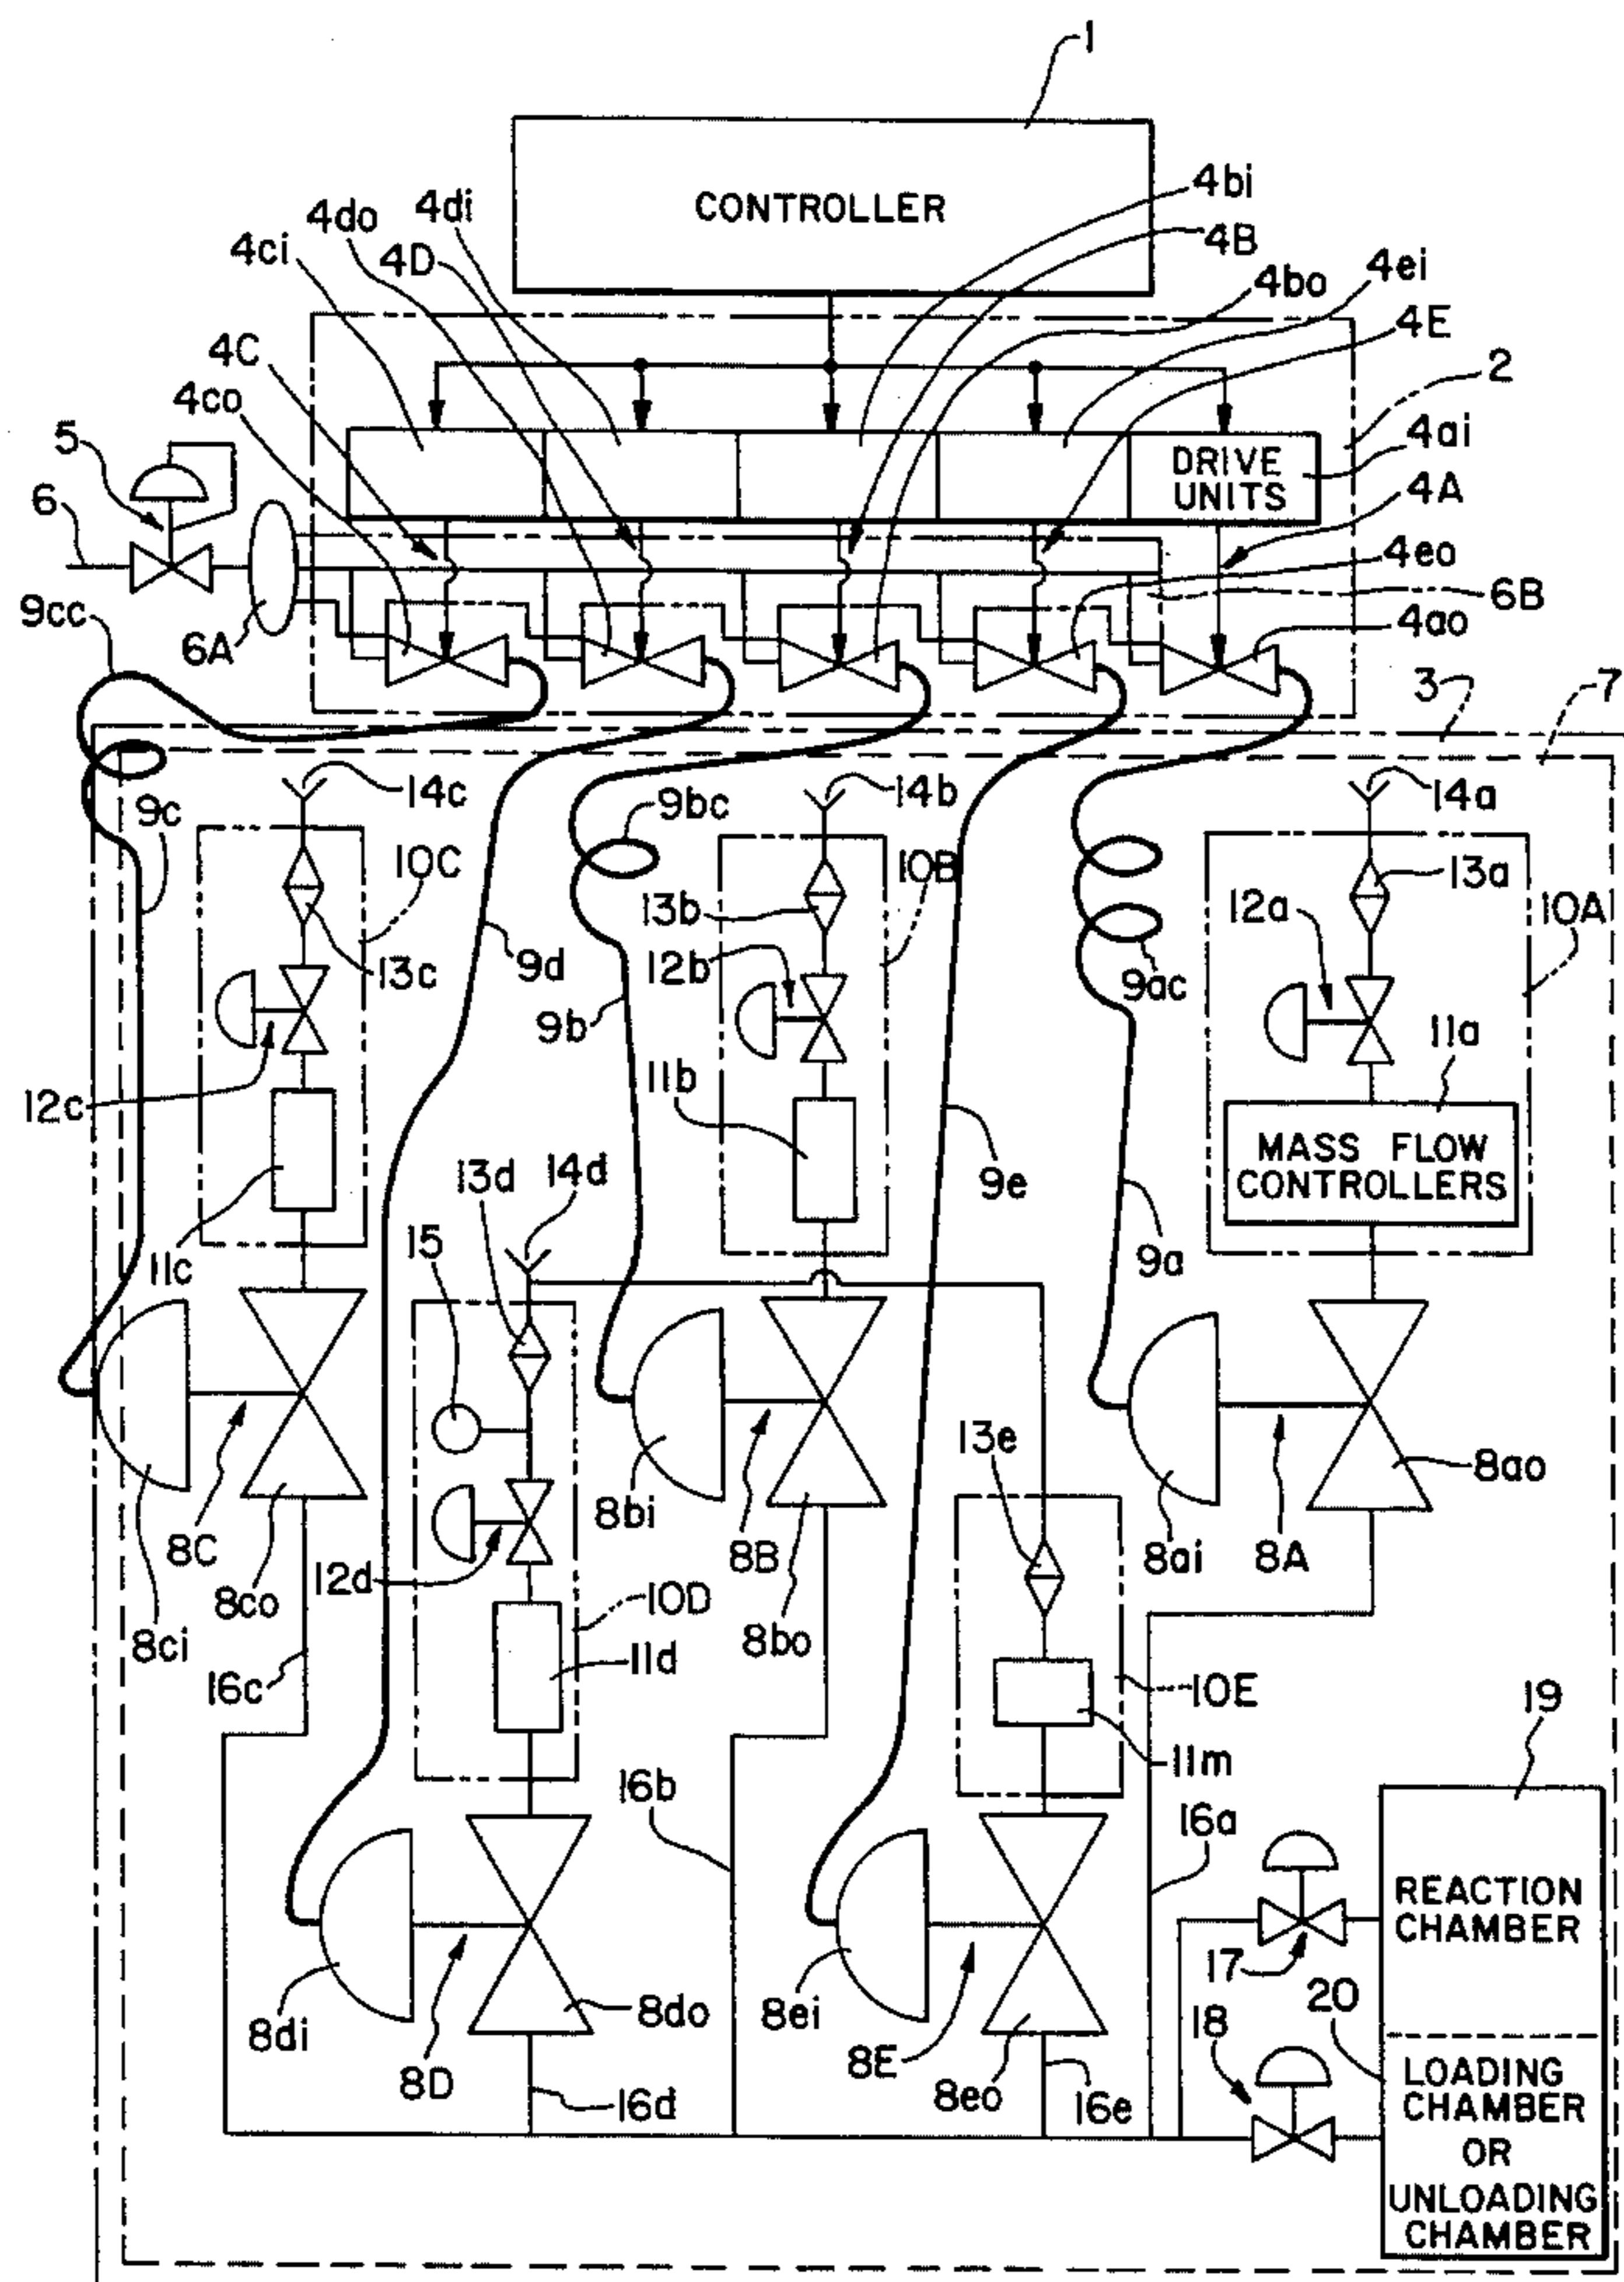 1
CONTROLLER
4bi
4do
4di
4B
4ci
4D
4bo
4ei
4E
4C
2
4co
5
4ai
DRIVE
UNITS
4A
6
4eo
9cc
6B
6A
4ao
3
7
14c
14b
14a
9c
9bc
10C
10B
13a
13b
12a
10A
13c
9d
12b
9ac
9b
11a
12c
11b
MASS FLOW
CONTROLLERS
13d
14d
9e
15
9a
11c
13e
8ao
8bi
8C
8B
8ai
8A
12d
8co
10D
8ci
8bo
11d
16c
10E
19
11m
16b
16a
REACTION
CHAMBER
17
20
8di
8do
8ei
18
8D
8E
LOADING
CHAMBER
OR
UNLOADING
CHAMBER
8eo
16d
16e